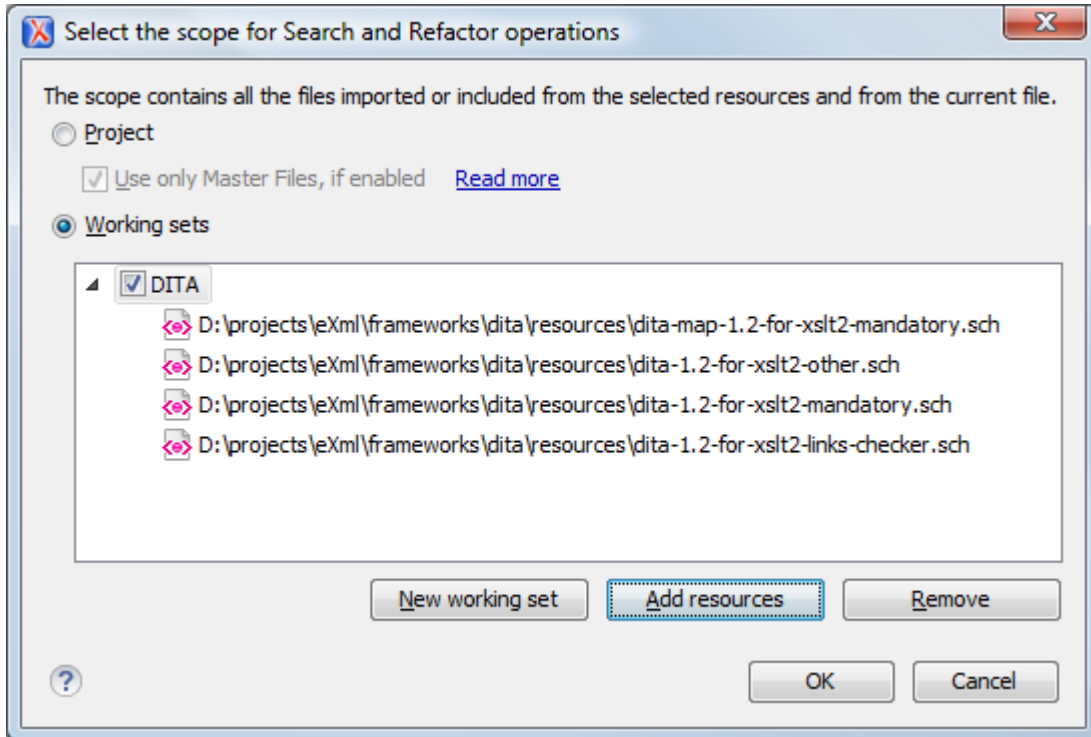 Select the scope for Search and Refactor operations
The scope contains all the files imported or included from the selected resources and from the current file.
Project
Use only Master Files, if enabled Read more
Working sets
DITA
D:\projects\eXml\frameworks\dita\resources\dita-map-1.2-for-xslt2-mandatory.sch
D:\projects\eXml\frameworks\dita\resources\dita-1.2-for-xslt2-other.sch
D:\projects\eXml\frameworks\dita\resources\dita-1.2-for-xslt2-mandatory.sch
D:\projects\eXml\frameworks\dita\resources\dita-1.2-for-xslt2-links-checker.sch
New working set Add resources Remove
? OK Cancel